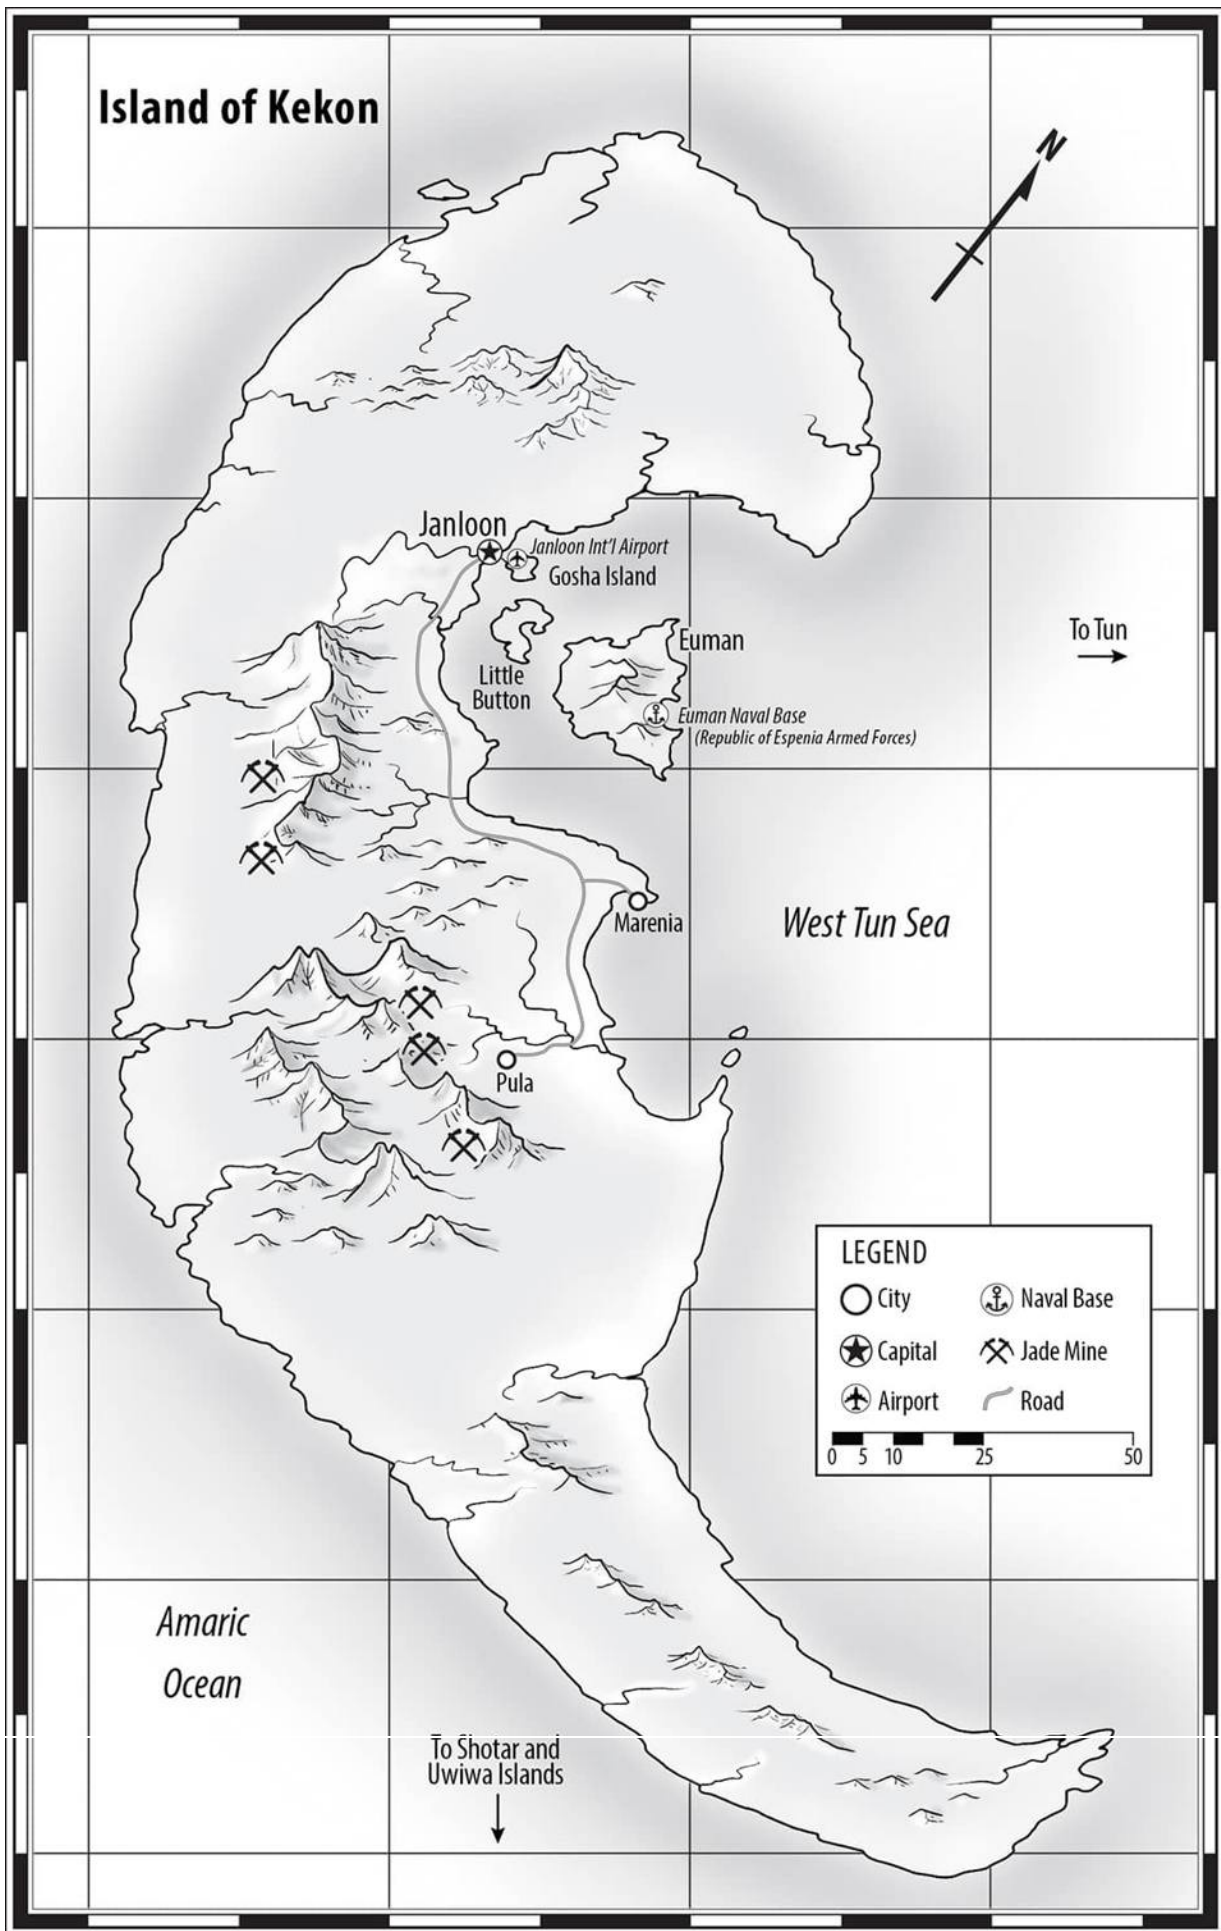 Island of Kekon
N
Janloon
Janloon Int'l Airport
Gosha Island
To Tun
Euman
Little
Button
Euman Naval Base
(Republic of Espenia Armed Forces)
Marenia
West Tun Sea
Pula
LEGEND
City
Naval Base
Capital
Jade Mine
Airport
Road
0 5 10 25 50
Amaric
Ocean
To Shotar and
Uwiwa Islands